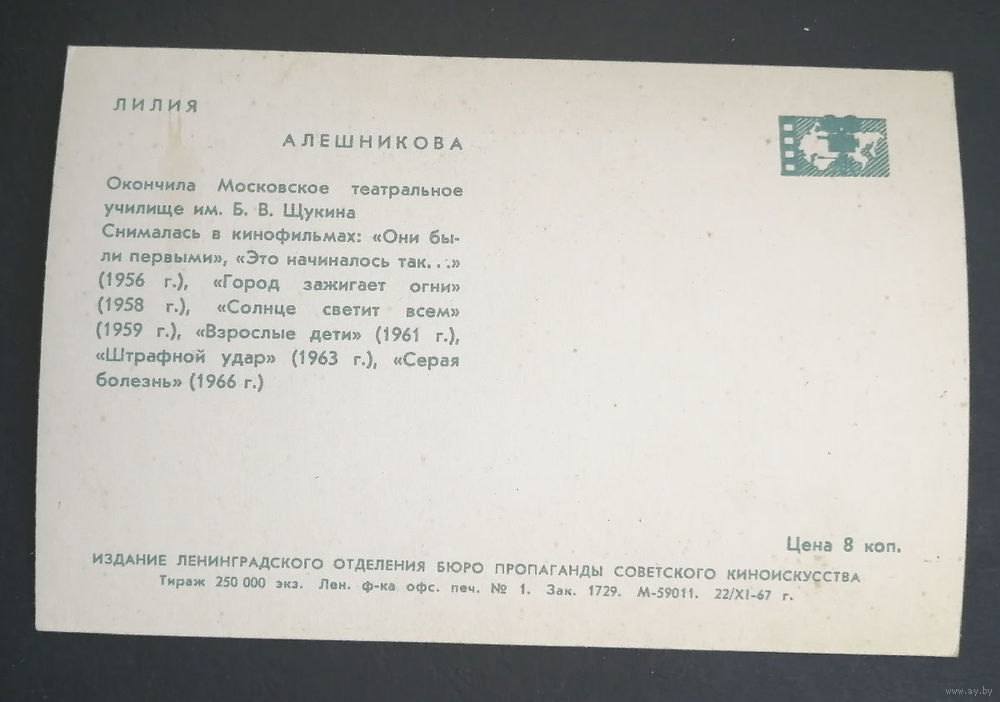 ЛИЛИЯ
АЛЕШНИКОВА
Окончила Московское театральное
училище им. Б. В. Щукина
Снималась в кинофильмах: «Они бы-
ли первыми», «Это начиналось так...»
(1956 г.), «Город зажигает огни»
(1958 г.), «Солнце светит всем»
(1959 г.), «Взрослые дети» (1961 г.),
«Штрафной удар» (1963 г.), «Серая
болезнь» (1966 г.)
Цена 8 коп.
ИЗДАНИЕ ЛЕНИНГРАДСКОГО ОТДЕЛЕНИЯ БЮРО ПРОПАГАНДЫ СОВЕТСКОГО КИНОИСКУССТВА
Тираж 250 000 экз. Лен. ф-ка офс. печ. № 1. Зак. 1729. М-59011. 22/XI-67 г.
www.ay.by